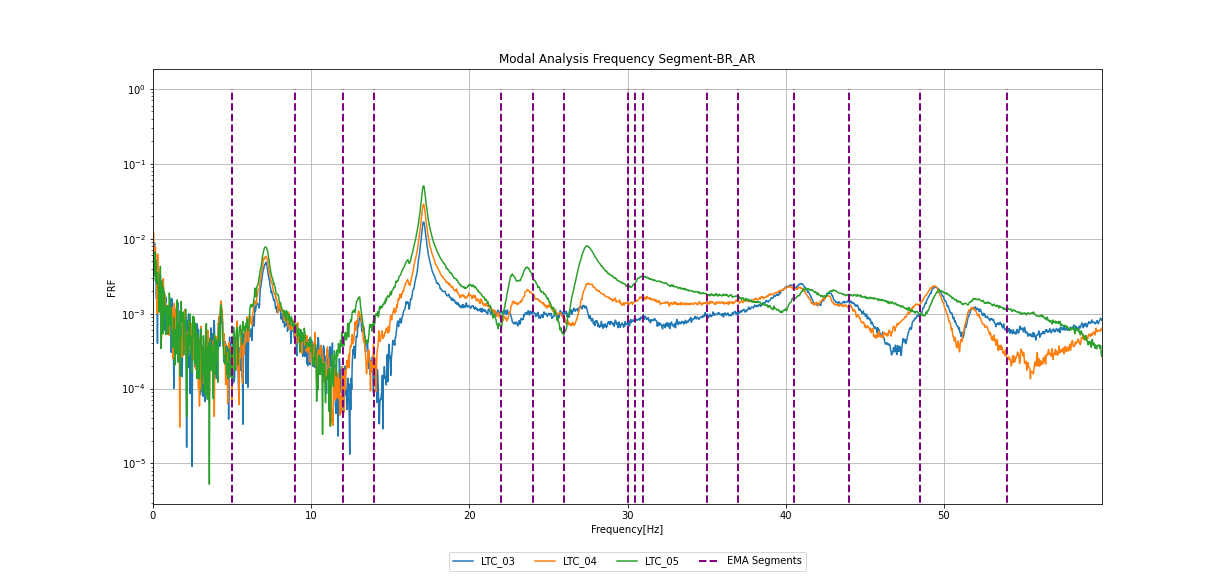 Modal Analysis Frequency Segment-BR_AR
FRF
10⁰
10⁻¹
10⁻²
10⁻³
10⁻⁴
10⁻⁵
0 10 20 30 40 50
Frequency[Hz]
LTC_03 LTC_04 LTC_05 EMA Segments